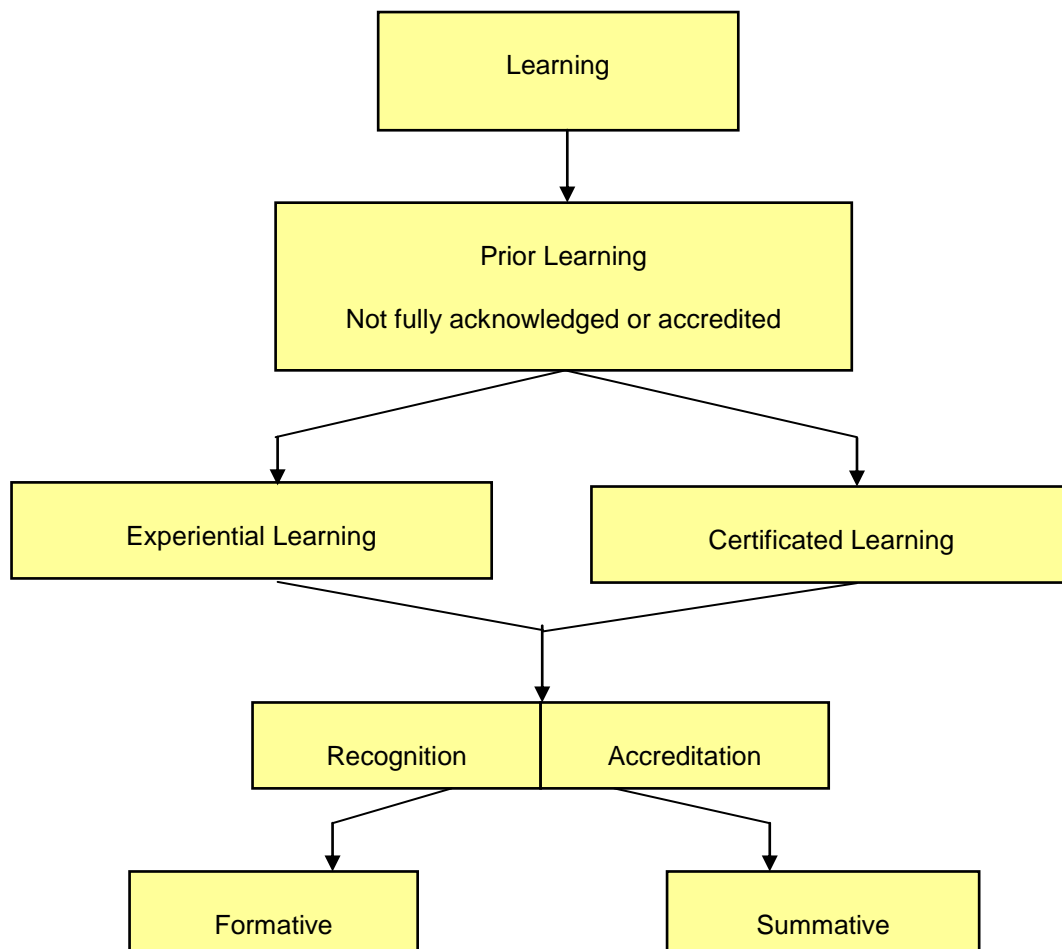 Learning
Prior Learning
Not fully acknowledged or accredited
Experiential Learning
Certificated Learning
Recognition
Accreditation
Formative
Summative